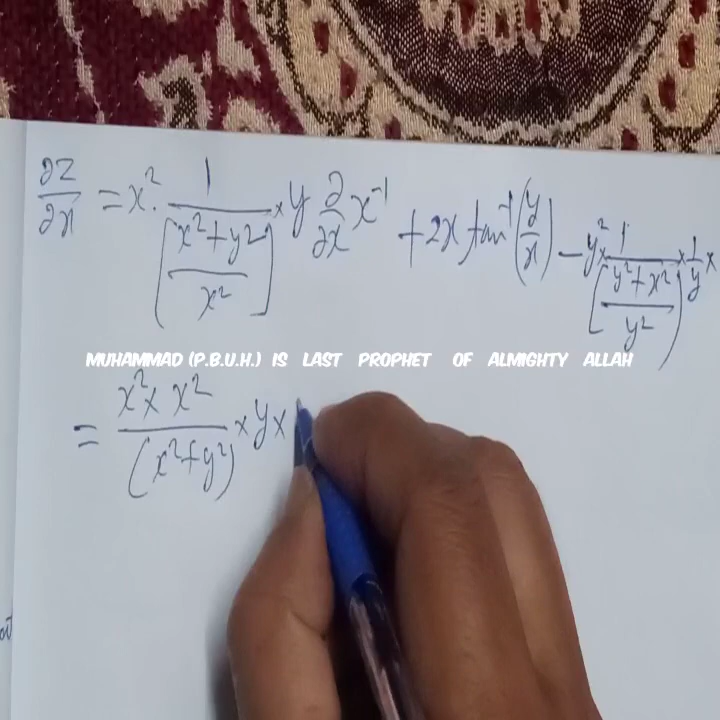 ∂z/∂x = x². 1/[(x²+y²)/x²] × y ∂/∂x x⁻¹ + 2x tan⁻¹(y/x) − y² × 1/[(y²+x²)/y²] × 1/y ×
MUHAMMAD (P.B.U.H.) IS LAST PROPHET OF ALMIGHTY ALLAH
= x² × x²/(x²+y²) × y ×